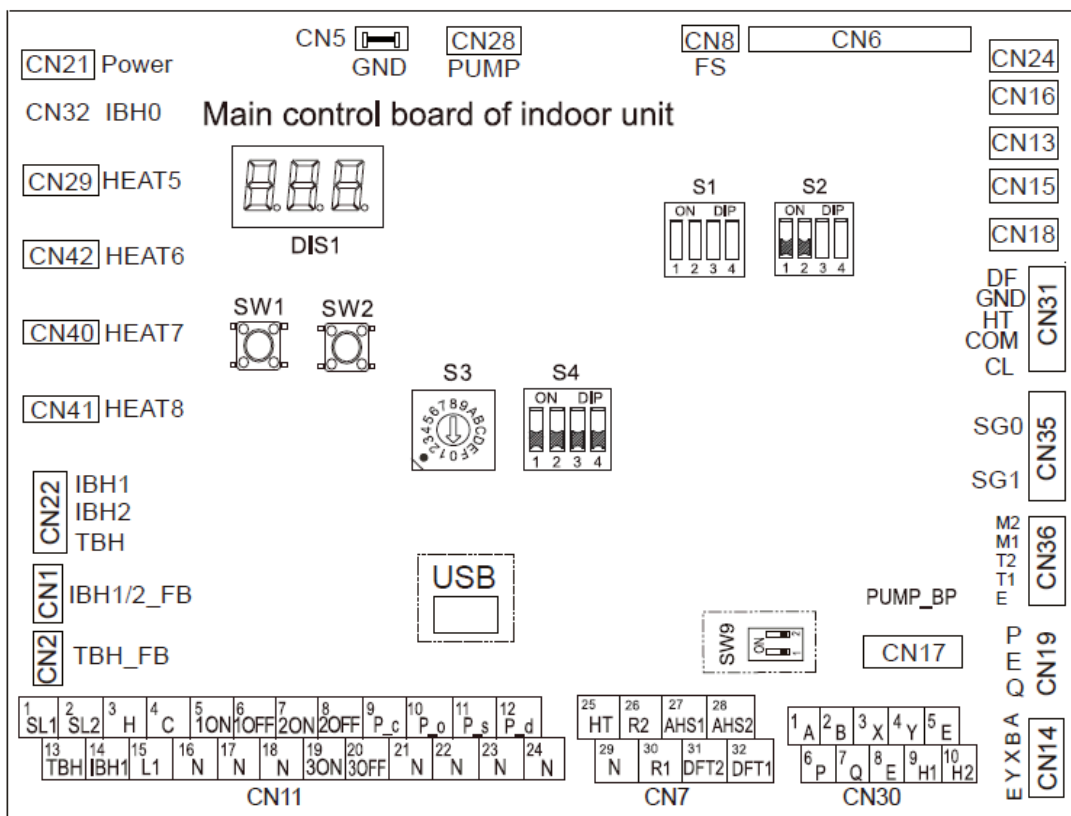 CN5
GND
CN28
PUMP
CN8
FS
CN6
CN21 Power
CN32 IBH0
Main control board of indoor unit
CN24
CN16
CN13
CN15
CN18
CN29 HEAT5
DIS1
S1
ON DIP
1 2 3 4
S2
ON DIP
1 2 3 4
CN42 HEAT6
CN40 HEAT7
CN41 HEAT8
SW1 SW2
S3
0123456789ABCDEF
S4
ON DIP
1 2 3 4
DF
GND
HT
COM
CL
CN31
SG0
SG1
CN35
M2
M1
T2
T1
E
CN36
CN22
IBH1
IBH2
TBH
CN1 IBH1/2_FB
CN2 TBH_FB
USB
SW9
ON
1 2
PUMP_BP
CN17
P
E
Q
CN19
E Y X B A
CN14
1 SL1 2 SL2 3 H 4 C 5 1ON 6 1OFF 7 2ON 8 2OFF 9 P_c 10 P_o 11 P_s 12 P_d
13 TBH 14 IBH1 15 L1 16 N 17 N 18 N 19 3ON 20 3OFF 21 N 22 N 23 N 24 N
CN11
25 HT 26 R2 27 AHS1 28 AHS2
29 N 30 R1 31 DFT2 32 DFT1
CN7
1 A 2 B 3 X 4 Y 5 E
6 P 7 Q 8 E 9 H1 10 H2
CN30